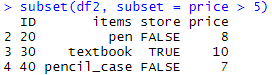 > subset(df2, subset = price > 5)
  ID       items store price
2 20         pen FALSE     8
3 30    textbook  TRUE    10
4 40 pencil_case FALSE     7